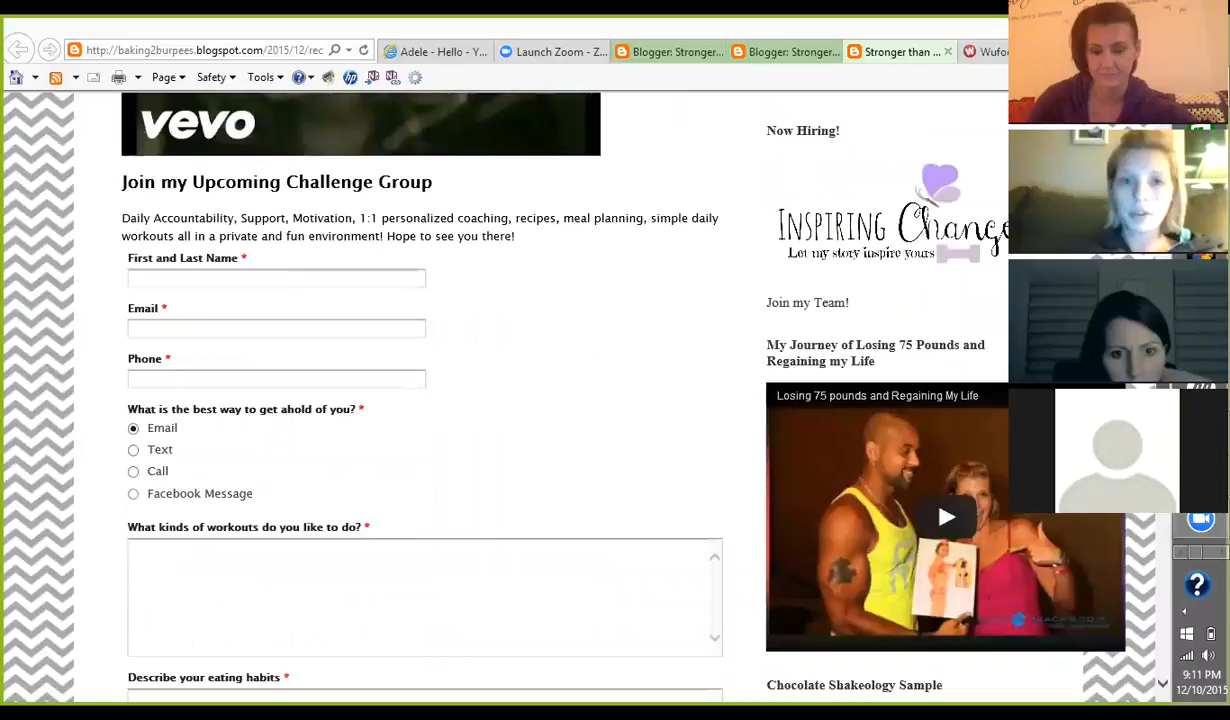 http://baking2burpees.blogspot.com/2015/12/rec
Adele - Hello - Y...
Launch Zoom - Z...
Blogger: Stronger...
Blogger: Stronger...
Stronger than ...
Wufoo
Page
Safety
Tools
vevo
Join my Upcoming Challenge Group
Daily Accountability, Support, Motivation, 1:1 personalized coaching, recipes, meal planning, simple daily
workouts all in a private and fun environment! Hope to see you there!
First and Last Name *
Email *
Phone *
What is the best way to get ahold of you? *
Email
Text
Call
Facebook Message
What kinds of workouts do you like to do? *
Describe your eating habits *
Now Hiring!
INSPIRING Change
Let my story inspire yours
Join my Team!
My Journey of Losing 75 Pounds and
Regaining my Life
Losing 75 pounds and Regaining My Life
Chocolate Shakeology Sample
9:11 PM
12/10/2015